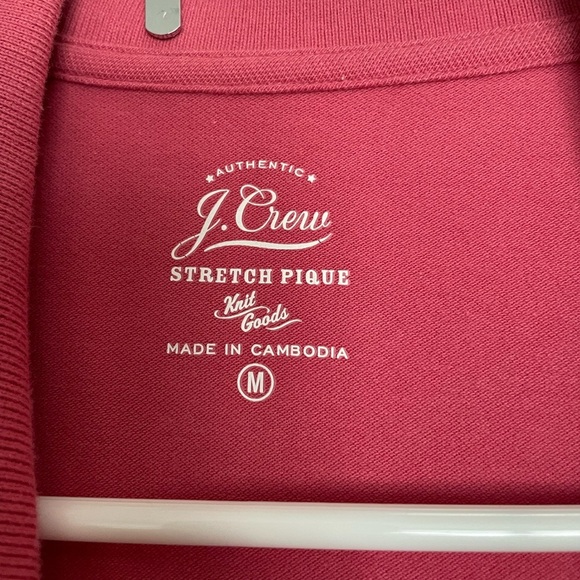 ★AUTHENTIC★
J.Crew
STRETCH PIQUE
Knit
Goods
MADE IN CAMBODIA
M